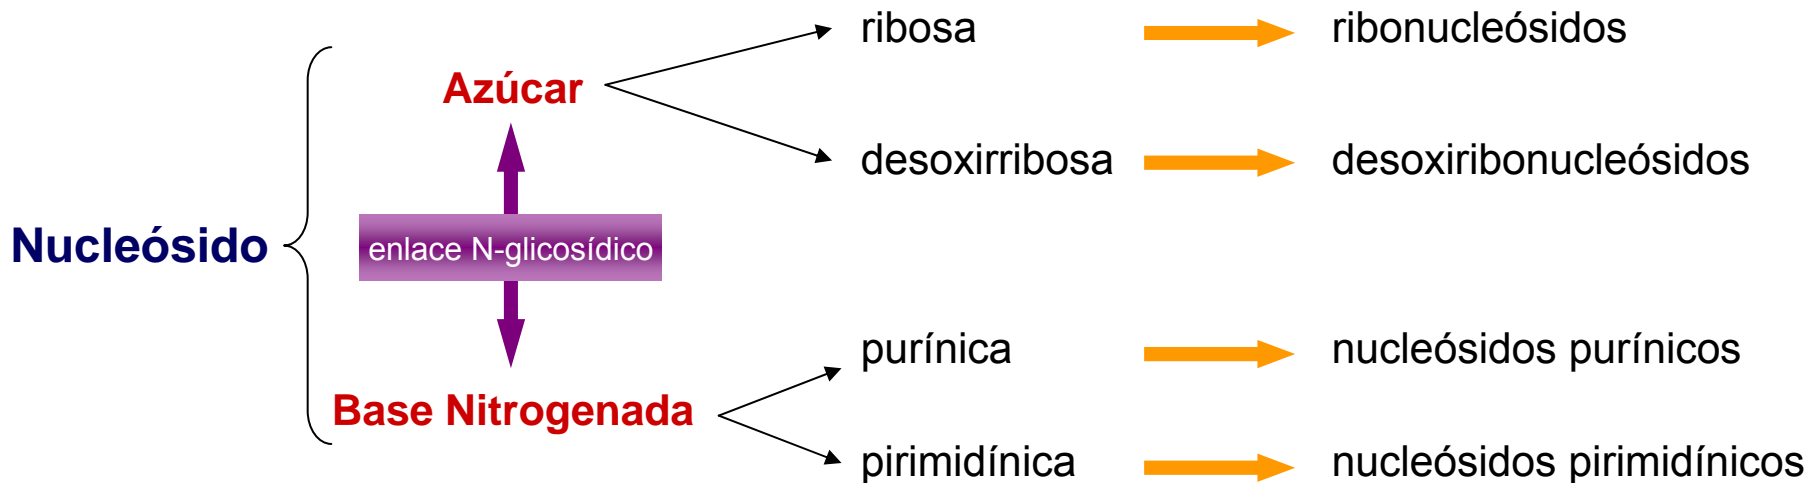 ribosa
ribonucleósidos
Azúcar
desoxirribosa
desoxiribonucleósidos
Nucleósido
enlace N-glicosídico
purínica
nucleósidos purínicos
Base Nitrogenada
pirimidínica
nucleósidos pirimidínicos